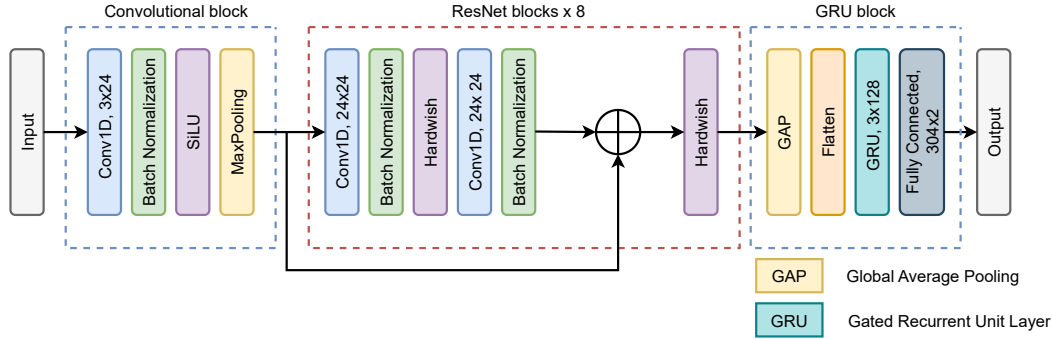 Convolutional block
ResNet blocks x 8
GRU block
Input
Conv1D, 3x24
Batch Normalization
SiLU
MaxPooling
Conv1D, 24x24
Batch Normalization
Hardwish
Conv1D, 24x 24
Batch Normalization
Hardwish
GAP
Flatten
GRU, 3x128
Fully Connected,
304x2
Output
GAP
Global Average Pooling
GRU
Gated Recurrent Unit Layer